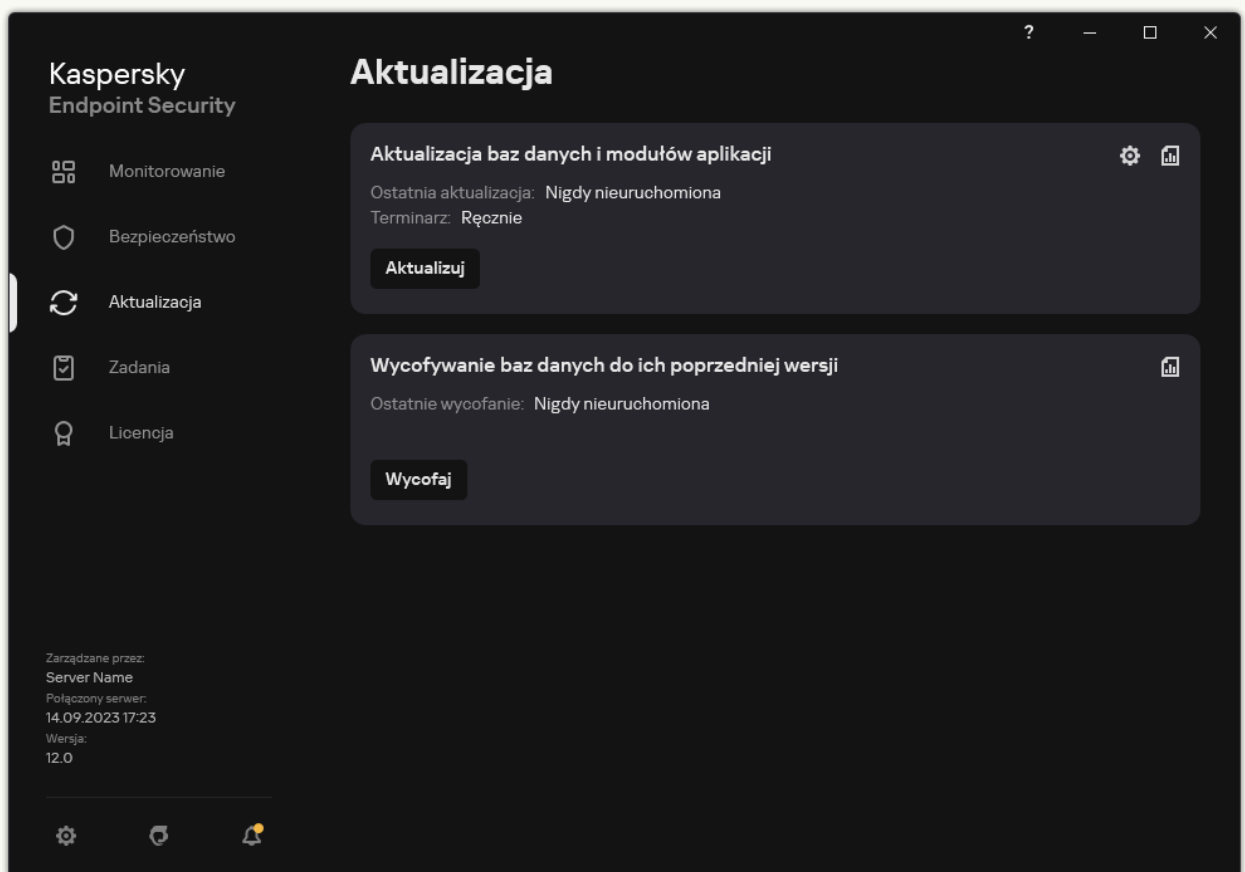 ?
Kaspersky
Endpoint Security
Monitorowanie
Bezpieczeństwo
Aktualizacja
Zadania
Licencja
Zarządzane przez:
Server Name
Połączony serwer:
14.09.2023 17:23
Wersja:
12.0
Aktualizacja
Aktualizacja baz danych i modułów aplikacji
Ostatnia aktualizacja: Nigdy nieuruchomiona
Terminarz: Ręcznie
Aktualizuj
Wycofywanie baz danych do ich poprzedniej wersji
Ostatnie wycofanie: Nigdy nieuruchomiona
Wycofaj